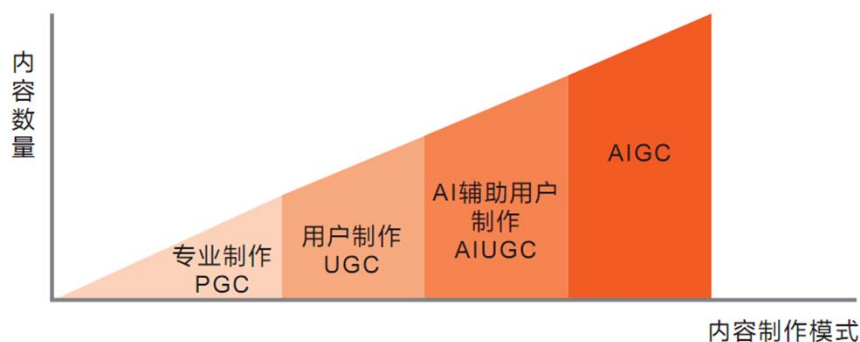 内容数量
专业制作
PGC
用户制作
UGC
AI辅助用户
制作
AIUGC
AIGC
内容制作模式